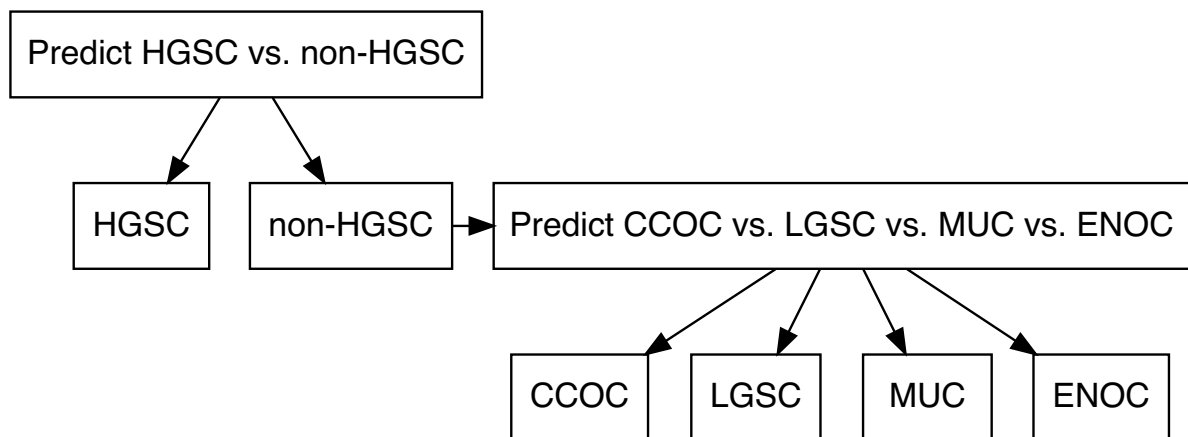 Predict HGSC vs. non-HGSC
HGSC
non-HGSC
Predict CCOC vs. LGSC vs. MUC vs. ENOC
CCOC
LGSC
MUC
ENOC